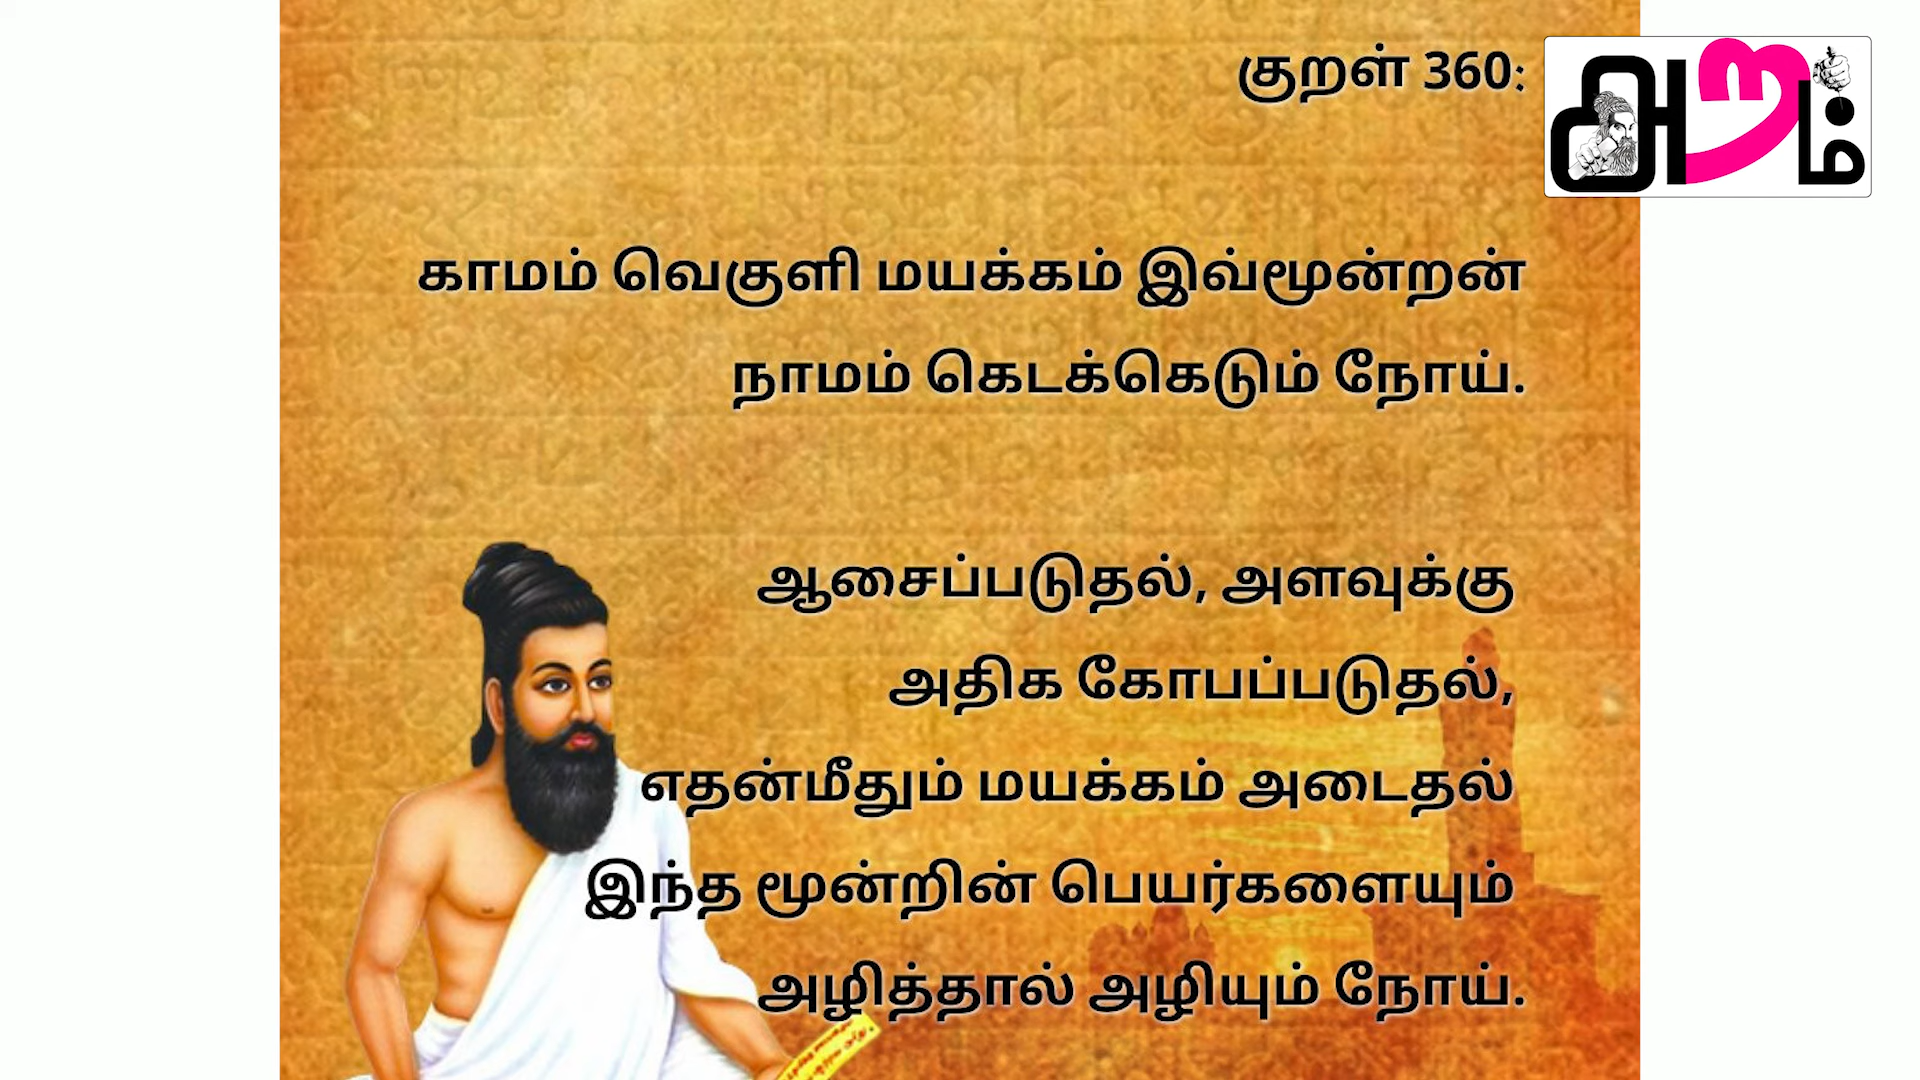 குறள் 360:
அறம்
காமம் வெகுளி மயக்கம் இவ்மூன்றன்
நாமம் கெடக்கெடும் நோய்.
ஆசைப்படுதல், அளவுக்கு
அதிக கோபப்படுதல்,
எதன்மீதும் மயக்கம் அடைதல்
இந்த மூன்றின் பெயர்களையும்
அழித்தால் அழியும் நோய்.